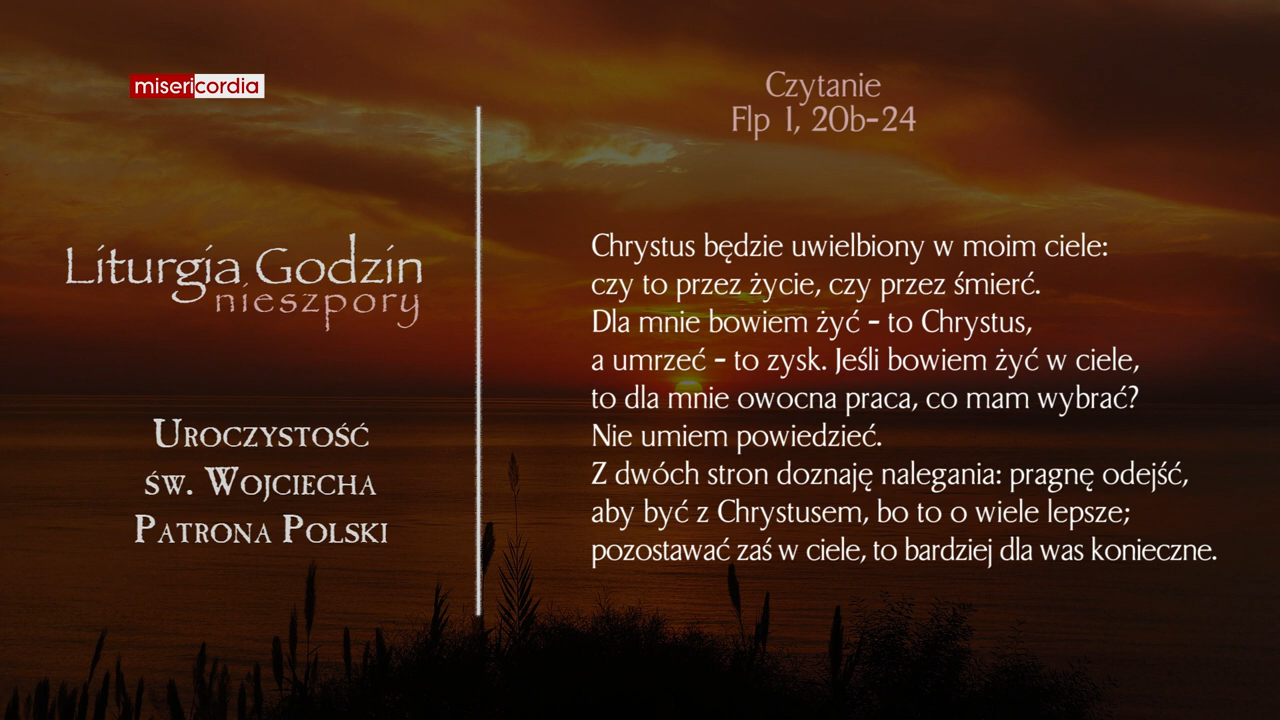 misericordia
Liturgia Godzin
nieszpory
Uroczystość
św. Wojciecha
Patrona Polski
Czytanie
Flp 1, 20b-24
Chrystus będzie uwielbiony w moim ciele:
czy to przez życie, czy przez śmierć.
Dla mnie bowiem żyć - to Chrystus,
a umrzeć - to zysk. Jeśli bowiem żyć w ciele,
to dla mnie owocna praca, co mam wybrać?
Nie umiem powiedzieć.
Z dwóch stron doznaję nalegania: pragnę odejść,
aby być z Chrystusem, bo to o wiele lepsze;
pozostawać zaś w ciele, to bardziej dla was konieczne.